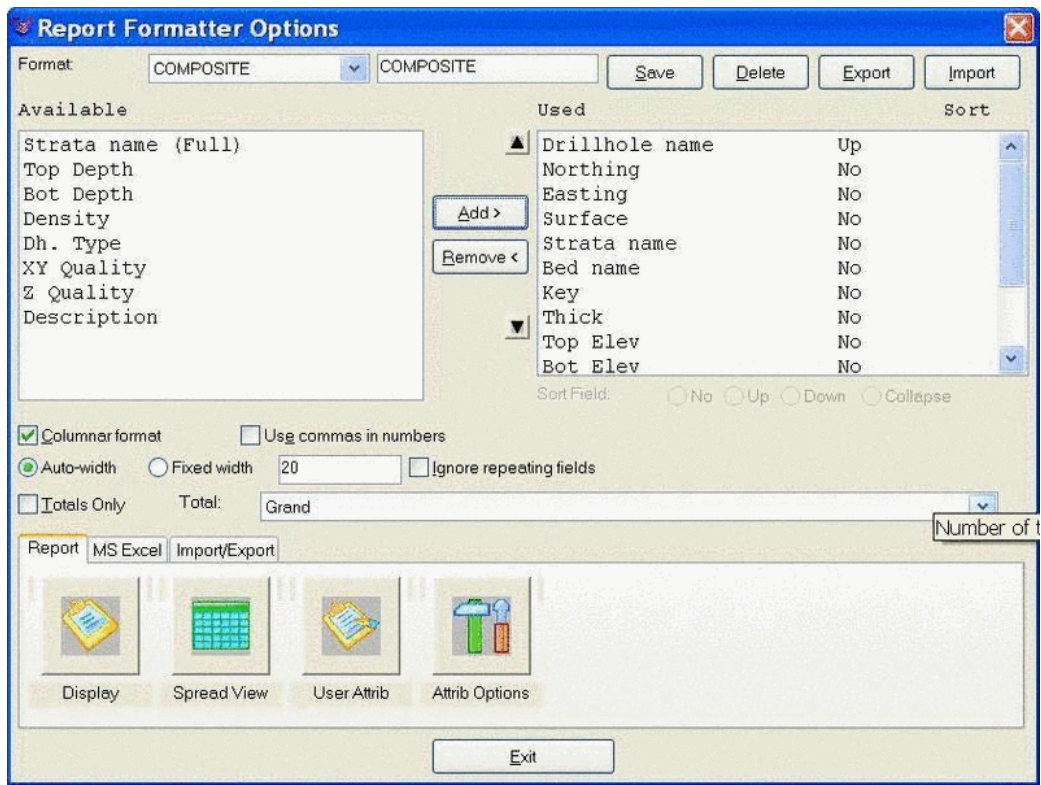 Report Formatter Options
Format: COMPOSITE COMPOSITE Save Delete Export Import
Available Used Sort
Strata name (Full)
Top Depth
Bot Depth
Density
Dh. Type
XY Quality
Z Quality
Description
Add >
Remove <
Drillhole name Up
Northing No
Easting No
Surface No
Strata name No
Bed name No
Key No
Thick No
Top Elev No
Bot Elev No
Sort Field: No Up Down Collapse
Columnar format Use commas in numbers
Auto-width Fixed width 20 Ignore repeating fields
Totals Only Total: Grand
Number of t
Report MS Excel Import/Export
Display Spread View User Attrib Attrib Options
Exit